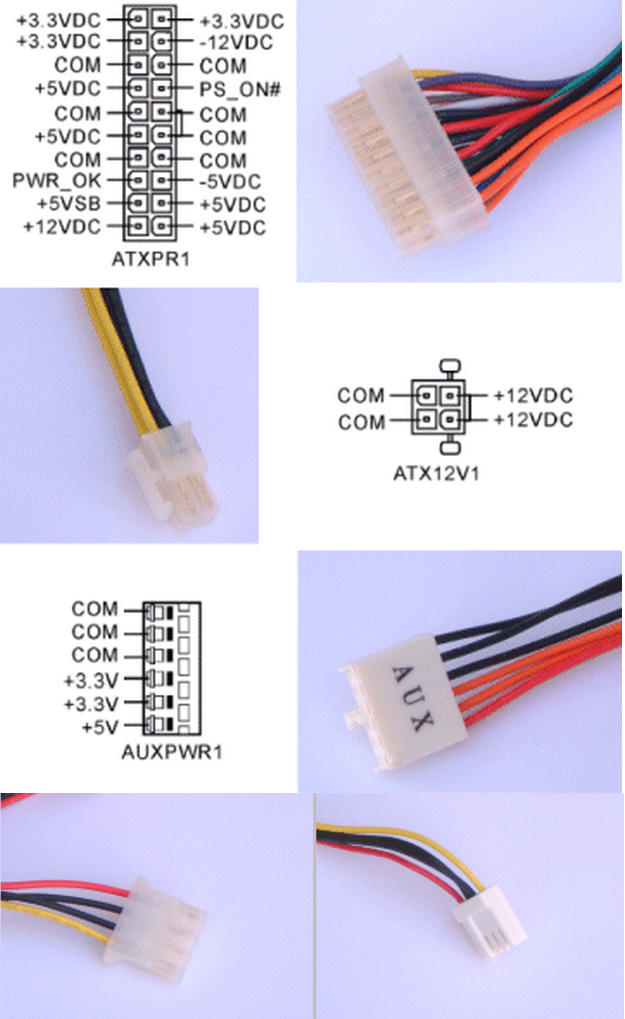 +3.3VDC +3.3VDC
+3.3VDC -12VDC
COM COM
+5VDC PS_ON#
COM COM
+5VDC COM
COM COM
PWR_OK -5VDC
+5VSB +5VDC
+12VDC +5VDC
ATXPR1
COM +12VDC
COM +12VDC
ATX12V1
COM
COM
COM
+3.3V
+3.3V
+5V
AUXPWR1
AUX